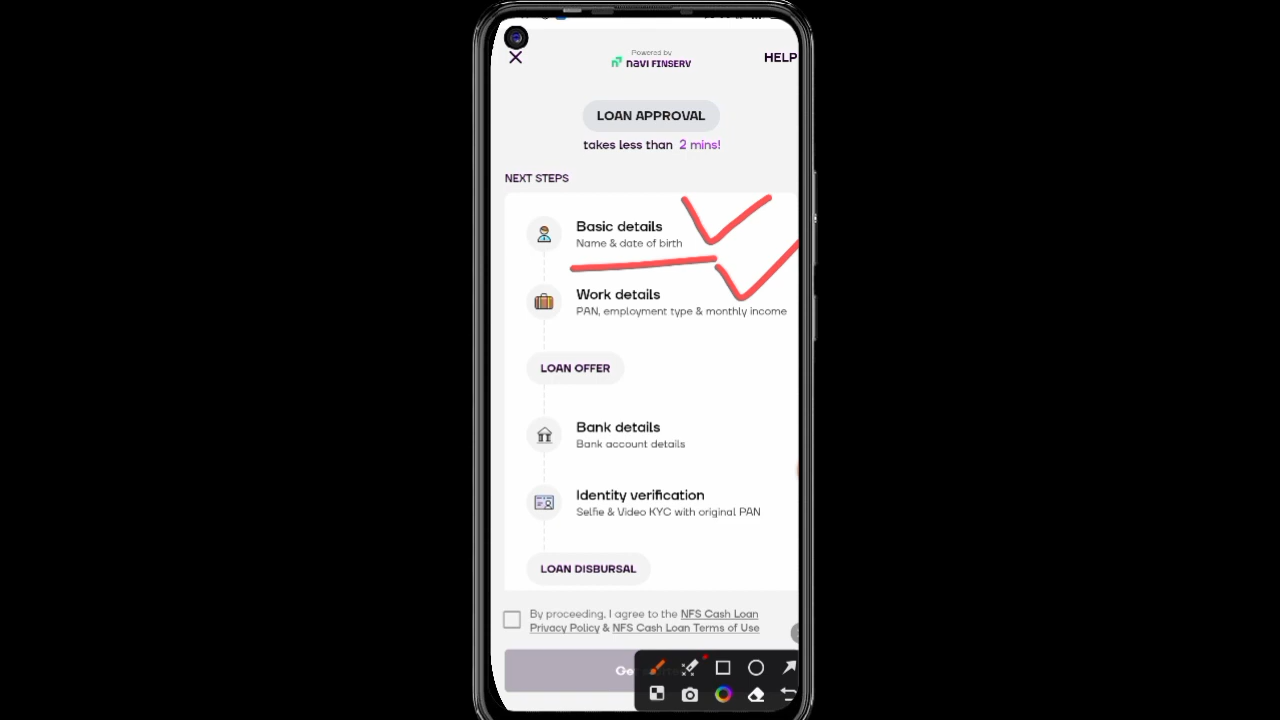 Powered by
navi FINSERV
HELP
LOAN APPROVAL
takes less than 2 mins!
NEXT STEPS
Basic details
Name & date of birth
Work details
PAN, employment type & monthly income
LOAN OFFER
Bank details
Bank account details
Identity verification
Selfie & Video KYC with original PAN
LOAN DISBURSAL
By proceeding, I agree to the NFS Cash Loan
Privacy Policy & NFS Cash Loan Terms of Use